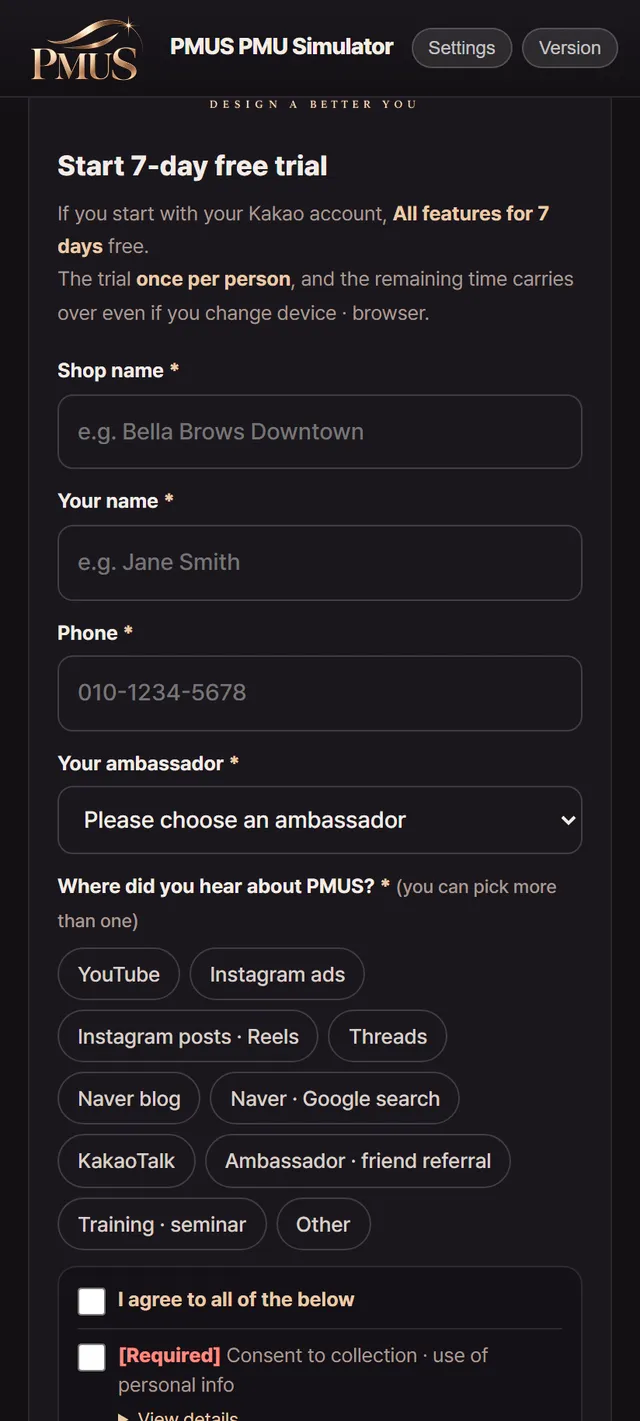 PMUS
PMUS PMU Simulator
Settings
Version
DESIGN A BETTER YOU
Start 7-day free trial
If you start with your Kakao account, All features for 7
days free.
The trial once per person, and the remaining time carries
over even if you change device · browser.
Shop name *
e.g. Bella Brows Downtown
Your name *
e.g. Jane Smith
Phone *
010-1234-5678
Your ambassador *
Please choose an ambassador
Where did you hear about PMUS? * (you can pick more
than one)
YouTube
Instagram ads
Instagram posts · Reels
Threads
Naver blog
Naver · Google search
KakaoTalk
Ambassador · friend referral
Training · seminar
Other
I agree to all of the below
[Required] Consent to collection · use of
personal info
▶ View details